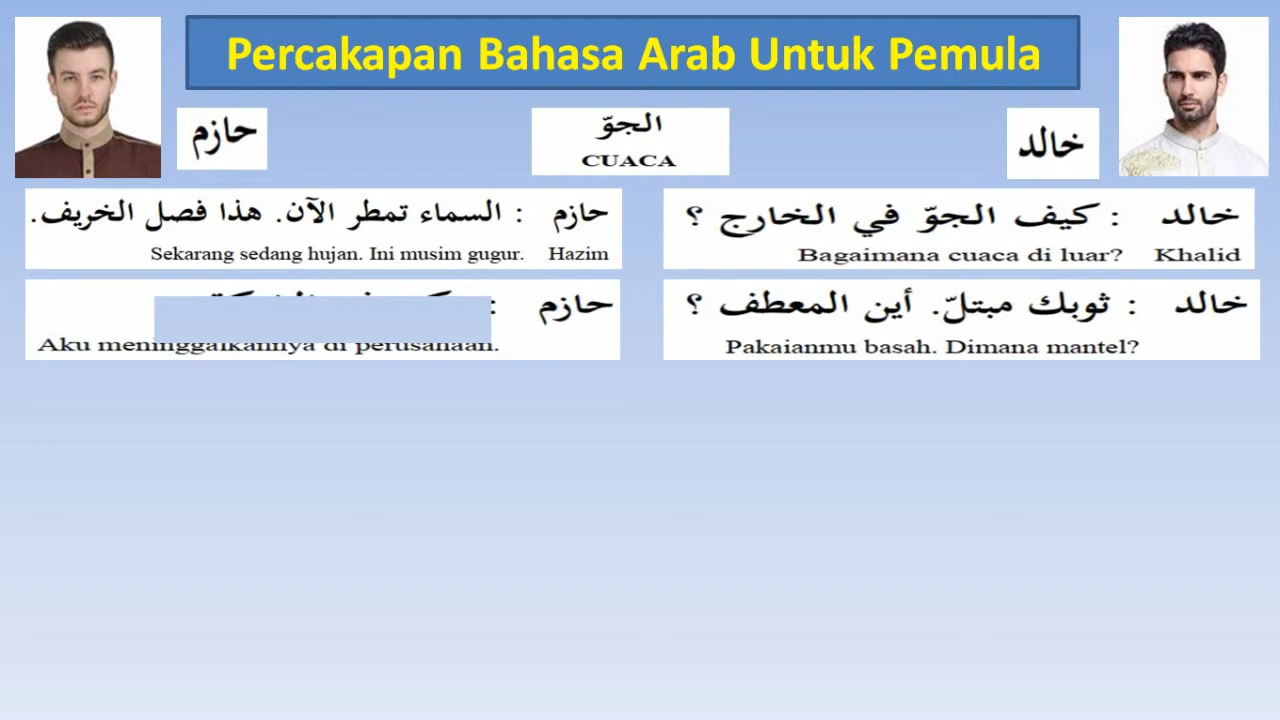 Percakapan Bahasa Arab Untuk Pemula
حازم
الجوّ
CUACA
خالد
خالد : كيف الجوّ في الخارج ؟
Bagaimana cuaca di luar? Khalid
حازم : السماء تمطر الآن. هذا فصل الخريف.
Sekarang sedang hujan. Ini musim gugur. Hazim
خالد : ثوبك مبتلّ. أين المعطف ؟
Pakaianmu basah. Dimana mantel?
حازم :
Aku meninggalkannya di perusahaan.